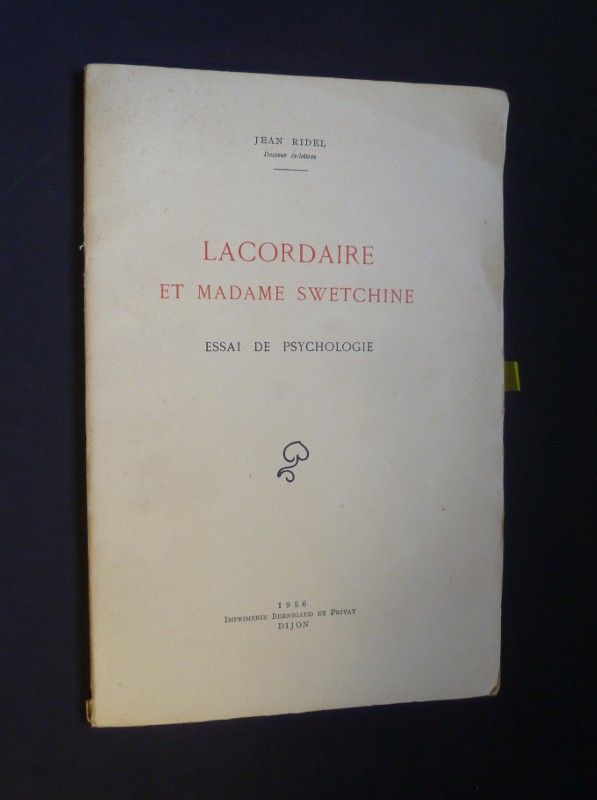 JEAN RIDEL
Docteur ès-lettres
LACORDAIRE
ET MADAME SWETCHINE
ESSAI DE PSYCHOLOGIE
1956
IMPRIMERIE BERNIGAUD ET PRIVAT
DIJON